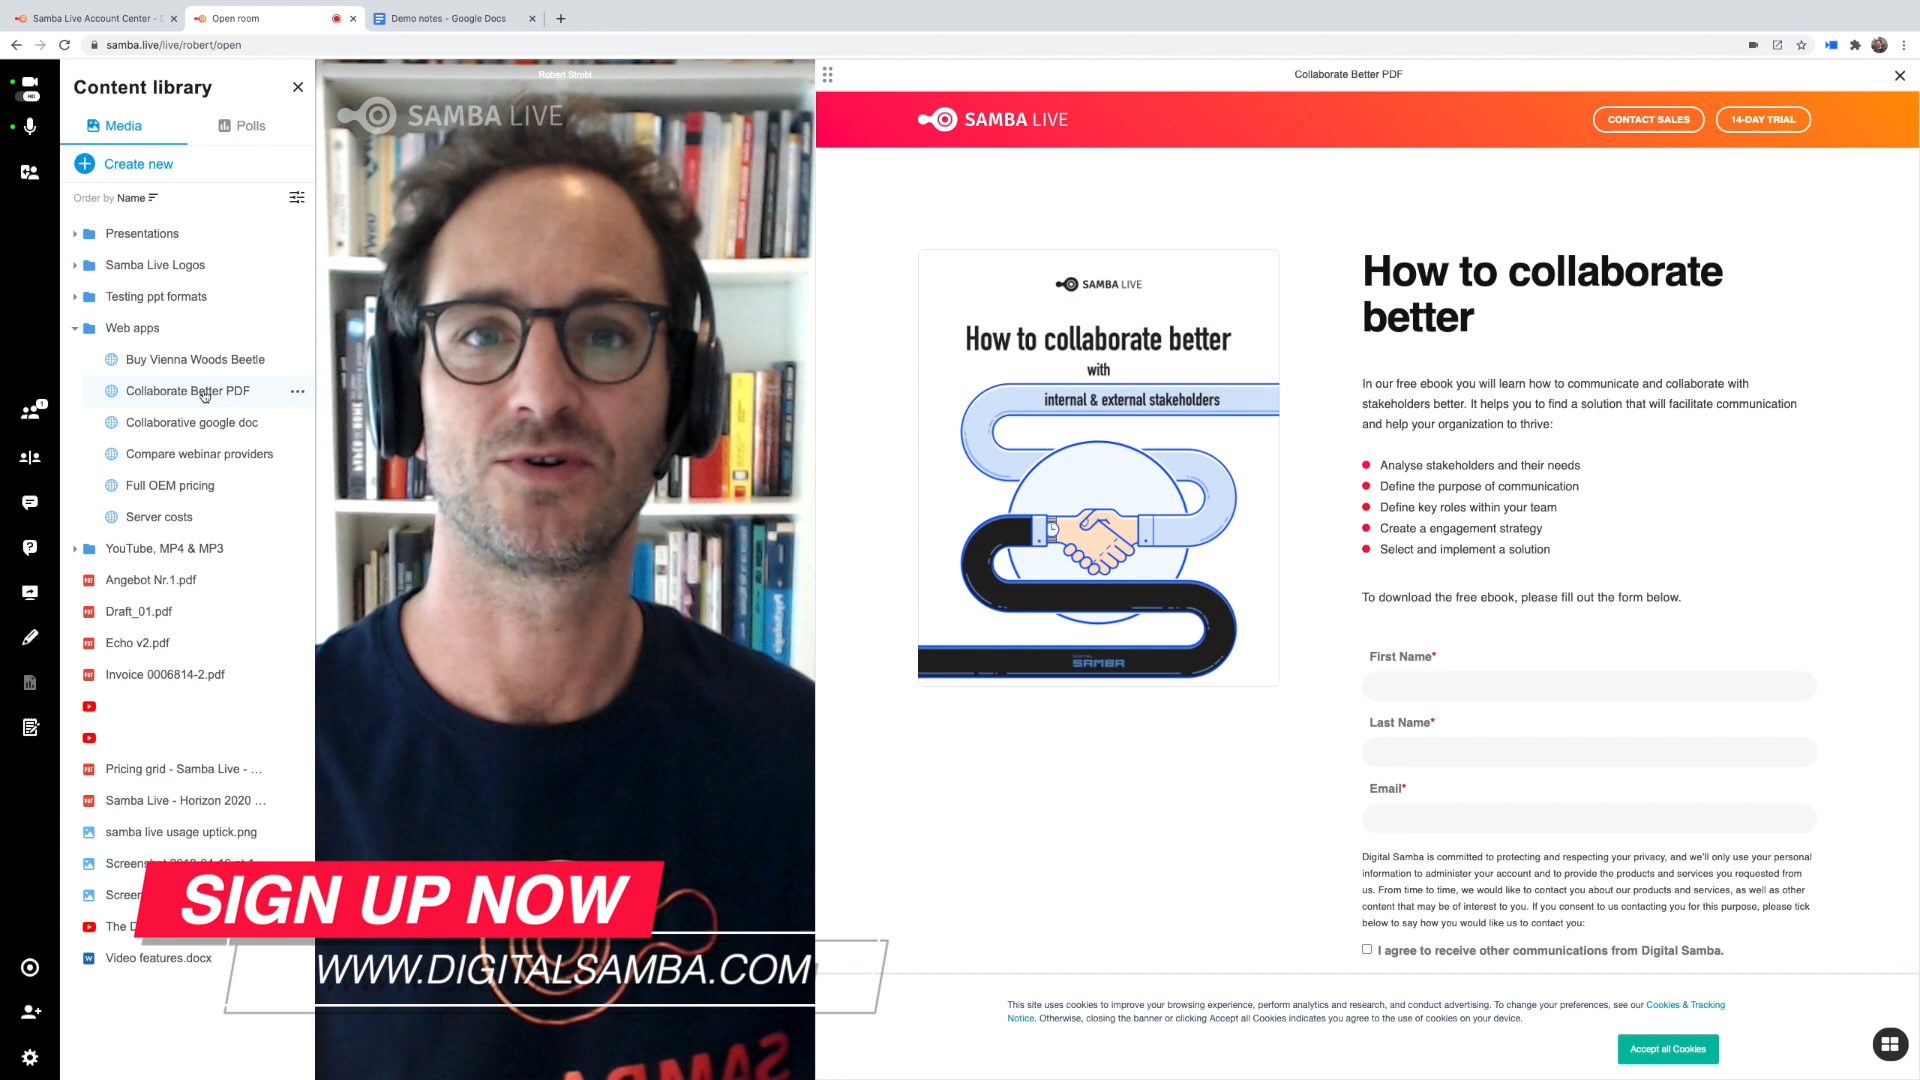 Samba Live Account Center - D
Open room
Demo notes - Google Docs
samba.live/live/robert/open
HD
1
Content library
Media
Polls
Create new
Order by Name
Presentations
Samba Live Logos
Testing ppt formats
Web apps
Buy Vienna Woods Beetle
Collaborate Better PDF
Collaborative google doc
Compare webinar providers
Full OEM pricing
Server costs
YouTube, MP4 & MP3
Angebot Nr.1.pdf
Draft_01.pdf
Echo v2.pdf
Invoice 0006814-2.pdf
Pricing grid - Samba Live - ...
Samba Live - Horizon 2020 ...
samba live usage uptick.png
Video features.docx
Robert Strobl
SAMBA LIVE
SIGN UP NOW
WWW.DIGITALSAMBA.COM
Collaborate Better PDF
SAMBA LIVE
CONTACT SALES
14-DAY TRIAL
SAMBA LIVE
How to collaborate better
with
internal & external stakeholders
DIGITAL
SAMBA
How to collaborate
better
In our free ebook you will learn how to communicate and collaborate with
stakeholders better. It helps you to find a solution that will facilitate communication
and help your organization to thrive:
Analyse stakeholders and their needs
Define the purpose of communication
Define key roles within your team
Create a engagement strategy
Select and implement a solution
To download the free ebook, please fill out the form below.
First Name*
Last Name*
Email*
Digital Samba is committed to protecting and respecting your privacy, and we'll only use your personal
information to administer your account and to provide the products and services you requested from
us. From time to time, we would like to contact you about our products and services, as well as other
content that may be of interest to you. If you consent to us contacting you for this purpose, please tick
below to say how you would like us to contact you:
I agree to receive other communications from Digital Samba.
This site uses cookies to improve your browsing experience, perform analytics and research, and conduct advertising. To change your preferences, see our Cookies & Tracking
Notice. Otherwise, closing the banner or clicking Accept all Cookies indicates you agree to the use of cookies on your device.
Accept all Cookies